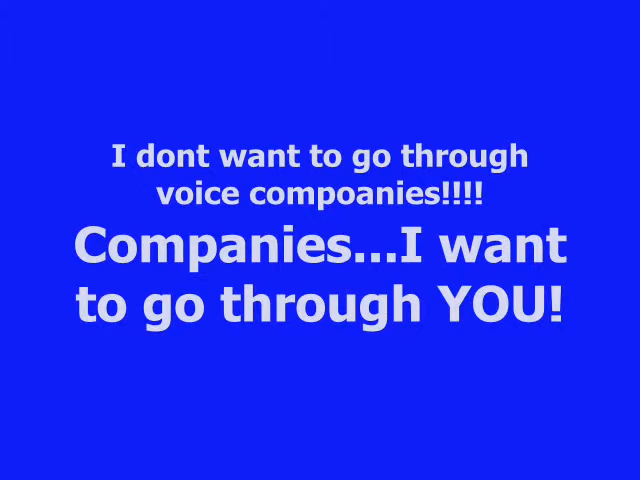 I dont want to go through
voice compoanies!!!!
Companies...I want
to go through YOU!